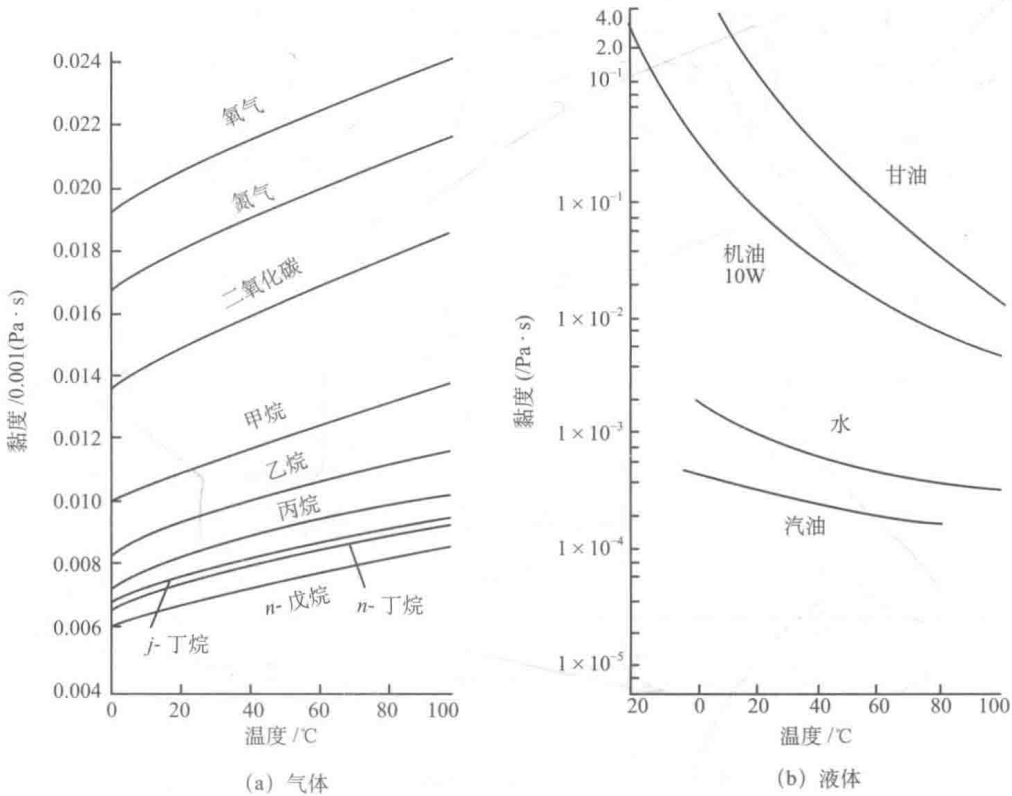 0.024
0.022
0.020
0.018
0.016
0.014
0.012
0.010
0.008
0.006
0.004
黏度 /0.001(Pa · s)
氧气
氮气
二氧化碳
甲烷
乙烷
丙烷
n- 戊烷
n- 丁烷
j- 丁烷
0
20
40
60
80
100
温度 /℃
(a) 气体
4.0
2.0
10⁻¹
1 × 10⁻¹
1 × 10⁻²
1 × 10⁻³
1 × 10⁻⁴
1 × 10⁻⁵
黏度 (/Pa · s)
甘油
机油
10W
水
汽油
20
0
20
40
60
80
100
温度 /℃
(b) 液体